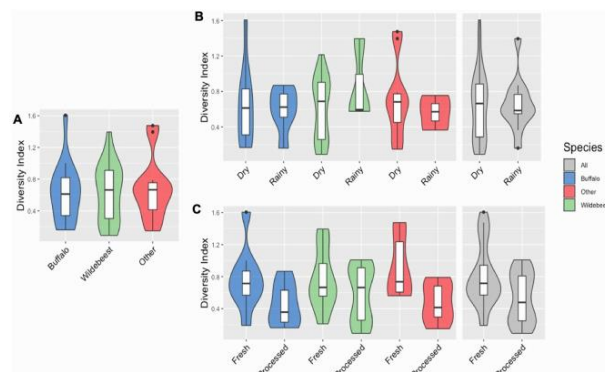 B
1.6
1.2
0.8
0.4
Diversity Index
Dry
Rainy
Dry
Rainy
Dry
Rainy
Dry
Rainy
A
1.6
1.2
0.8
0.4
Diversity Index
Buffalo
Wildebeest
Other
Species
All
Buffalo
Other
Wildebee
C
1.6
1.2
0.8
0.4
Diversity Index
Fresh
Processed
Fresh
Processed
Fresh
Processed
Fresh
Processed